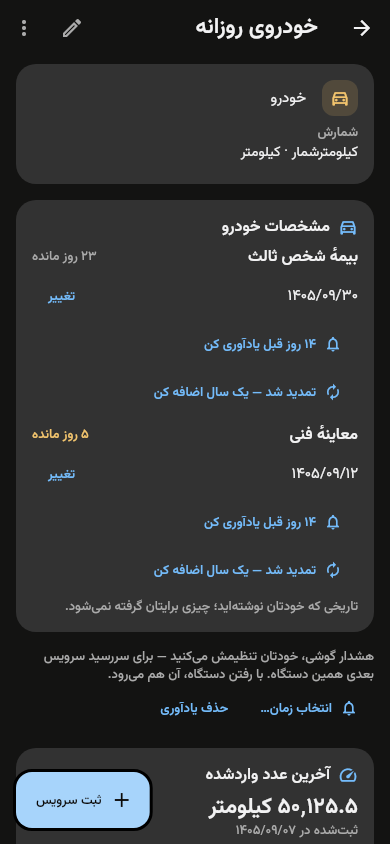 خودروی روزانه
خودرو
شمارش
کیلومترشمار · کیلومتر
مشخصات خودرو
بیمهٔ شخص ثالث
۲۳ روز مانده
۱۴۰۵/۰۹/۳۰
تغییر
۱۴ روز قبل یادآوری کن
تمدید شد — یک سال اضافه کن
معاینهٔ فنی
۵ روز مانده
۱۴۰۵/۰۹/۱۲
تغییر
۱۴ روز قبل یادآوری کن
تمدید شد — یک سال اضافه کن
تاریخی که خودتان نوشته‌اید؛ چیزی برایتان گرفته نمی‌شود.
هشدار گوشی، خودتان تنظیمش می‌کنید — برای سررسید سرویس
بعدی همین دستگاه. با رفتن دستگاه، آن هم می‌رود.
انتخاب زمان…
حذف یادآوری
آخرین عدد واردشده
۵۰,۱۲۵.۵ کیلومتر
ثبت‌شده در ۱۴۰۵/۰۹/۰۷
ثبت سرویس